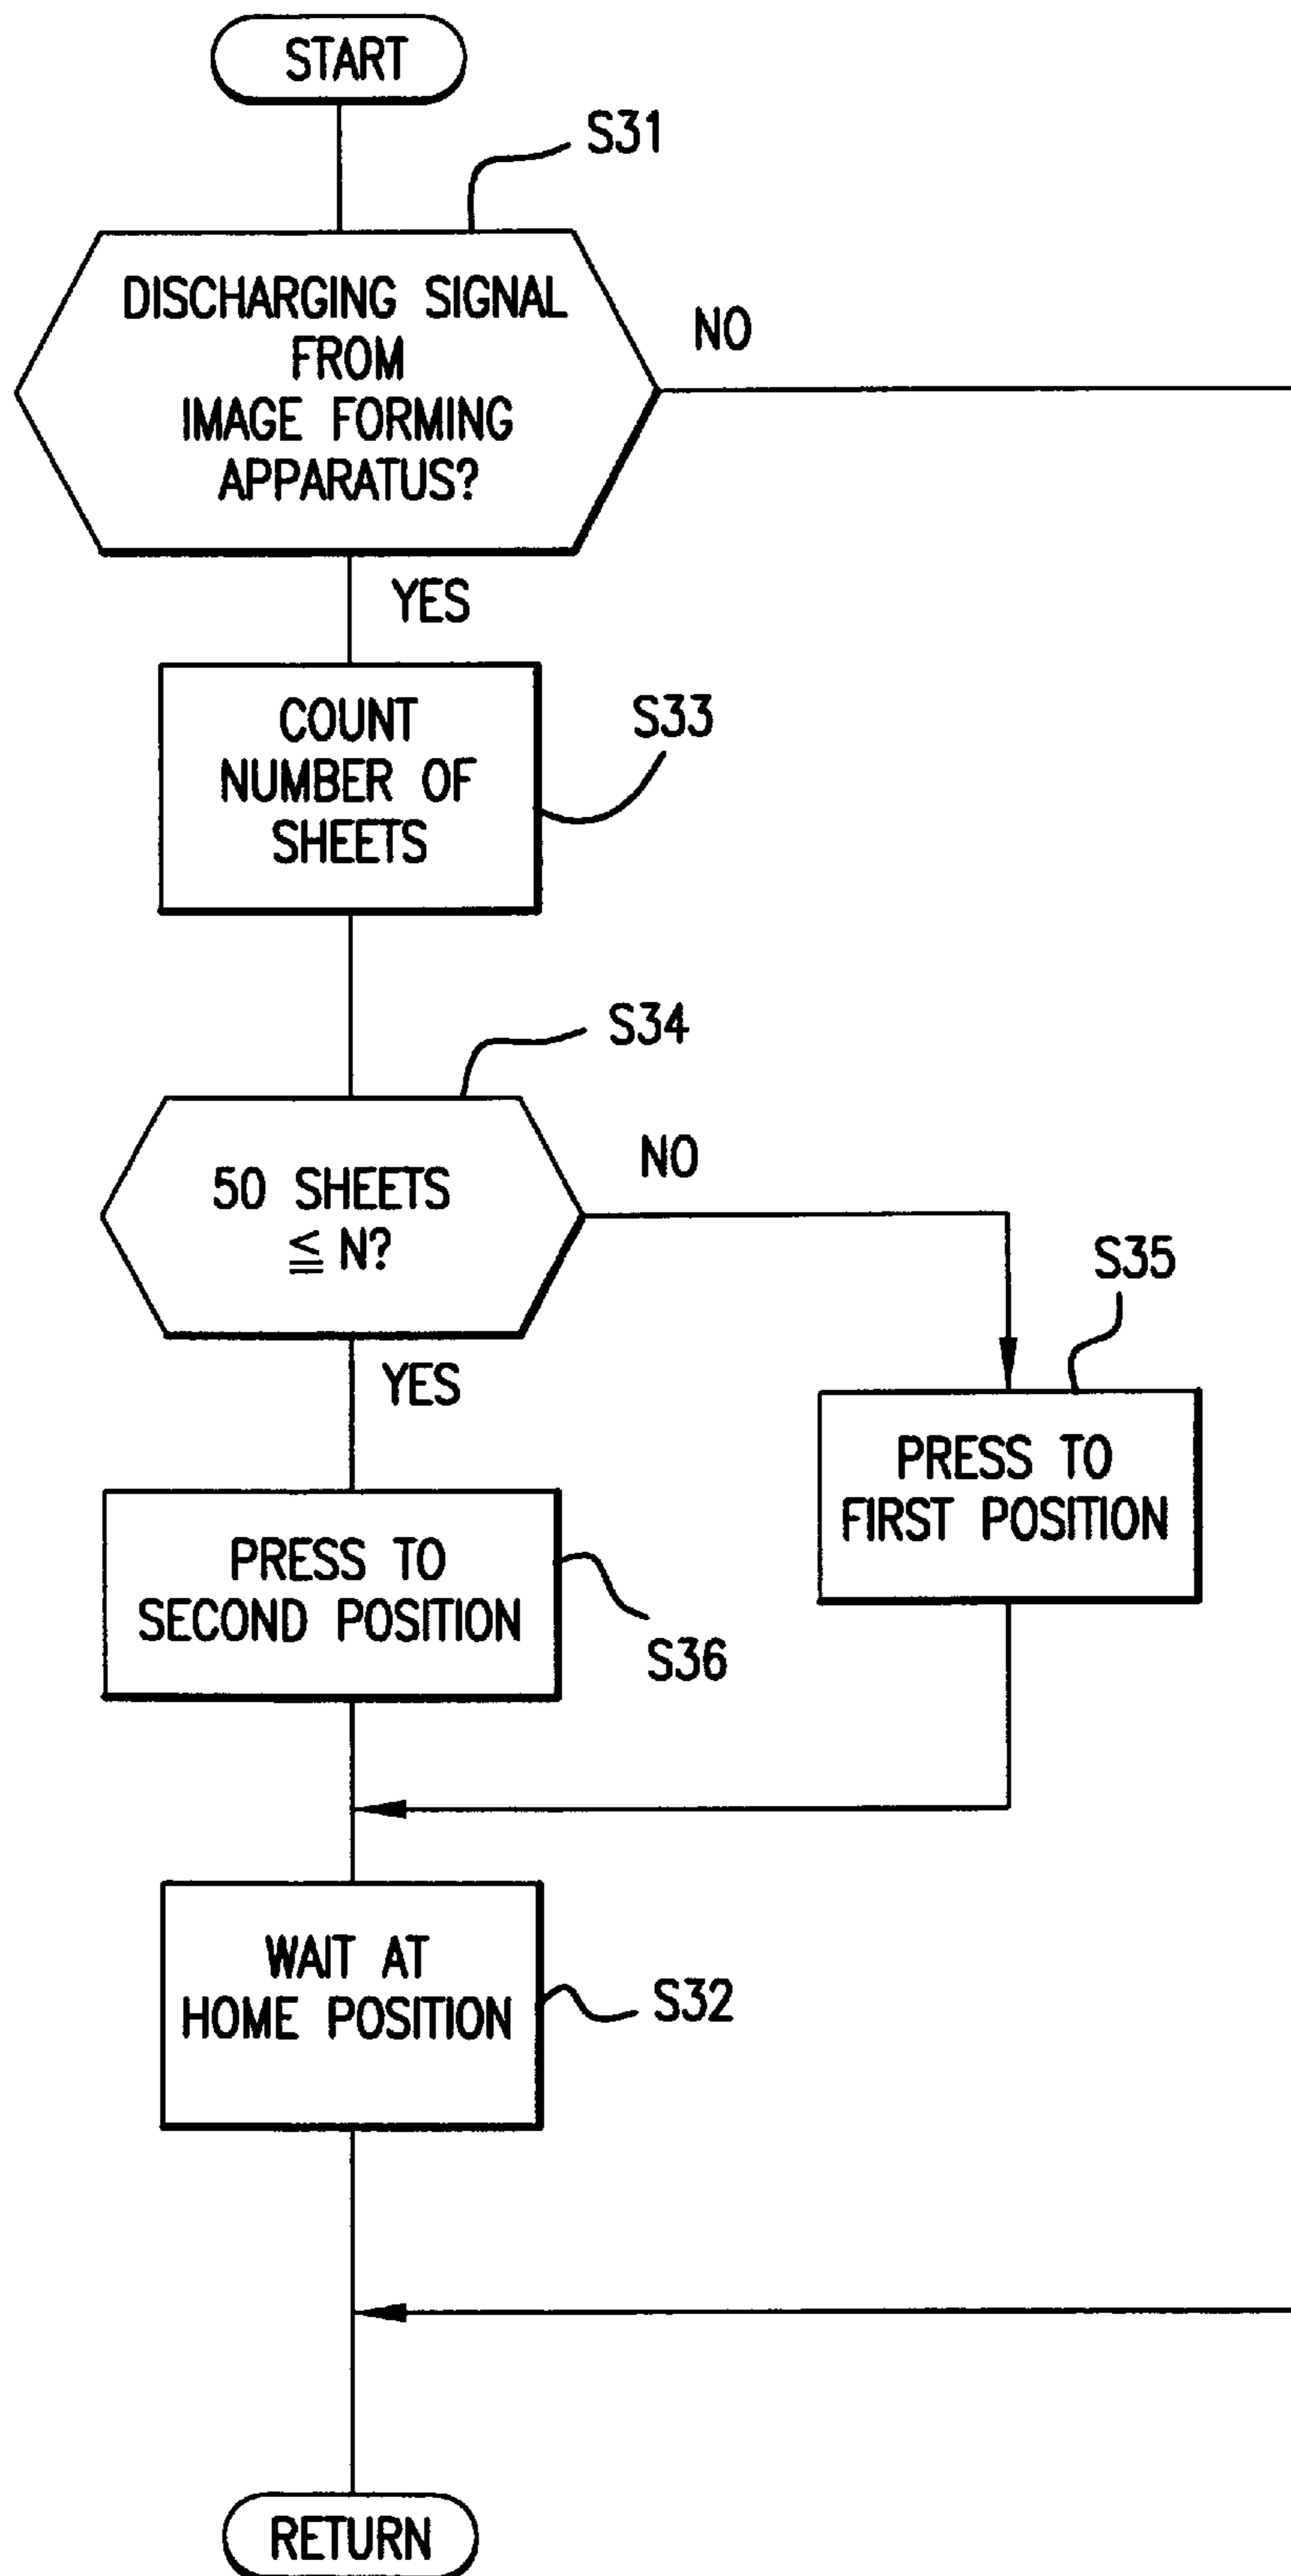 START
S31
DISCHARGING SIGNAL
FROM
IMAGE FORMING
APPARATUS?
NO
YES
COUNT
NUMBER OF
SHEETS
S33
S34
50 SHEETS
≦ N?
NO
YES
S35
PRESS TO
FIRST POSITION
PRESS TO
SECOND POSITION
S36
WAIT AT
HOME POSITION
S32
RETURN